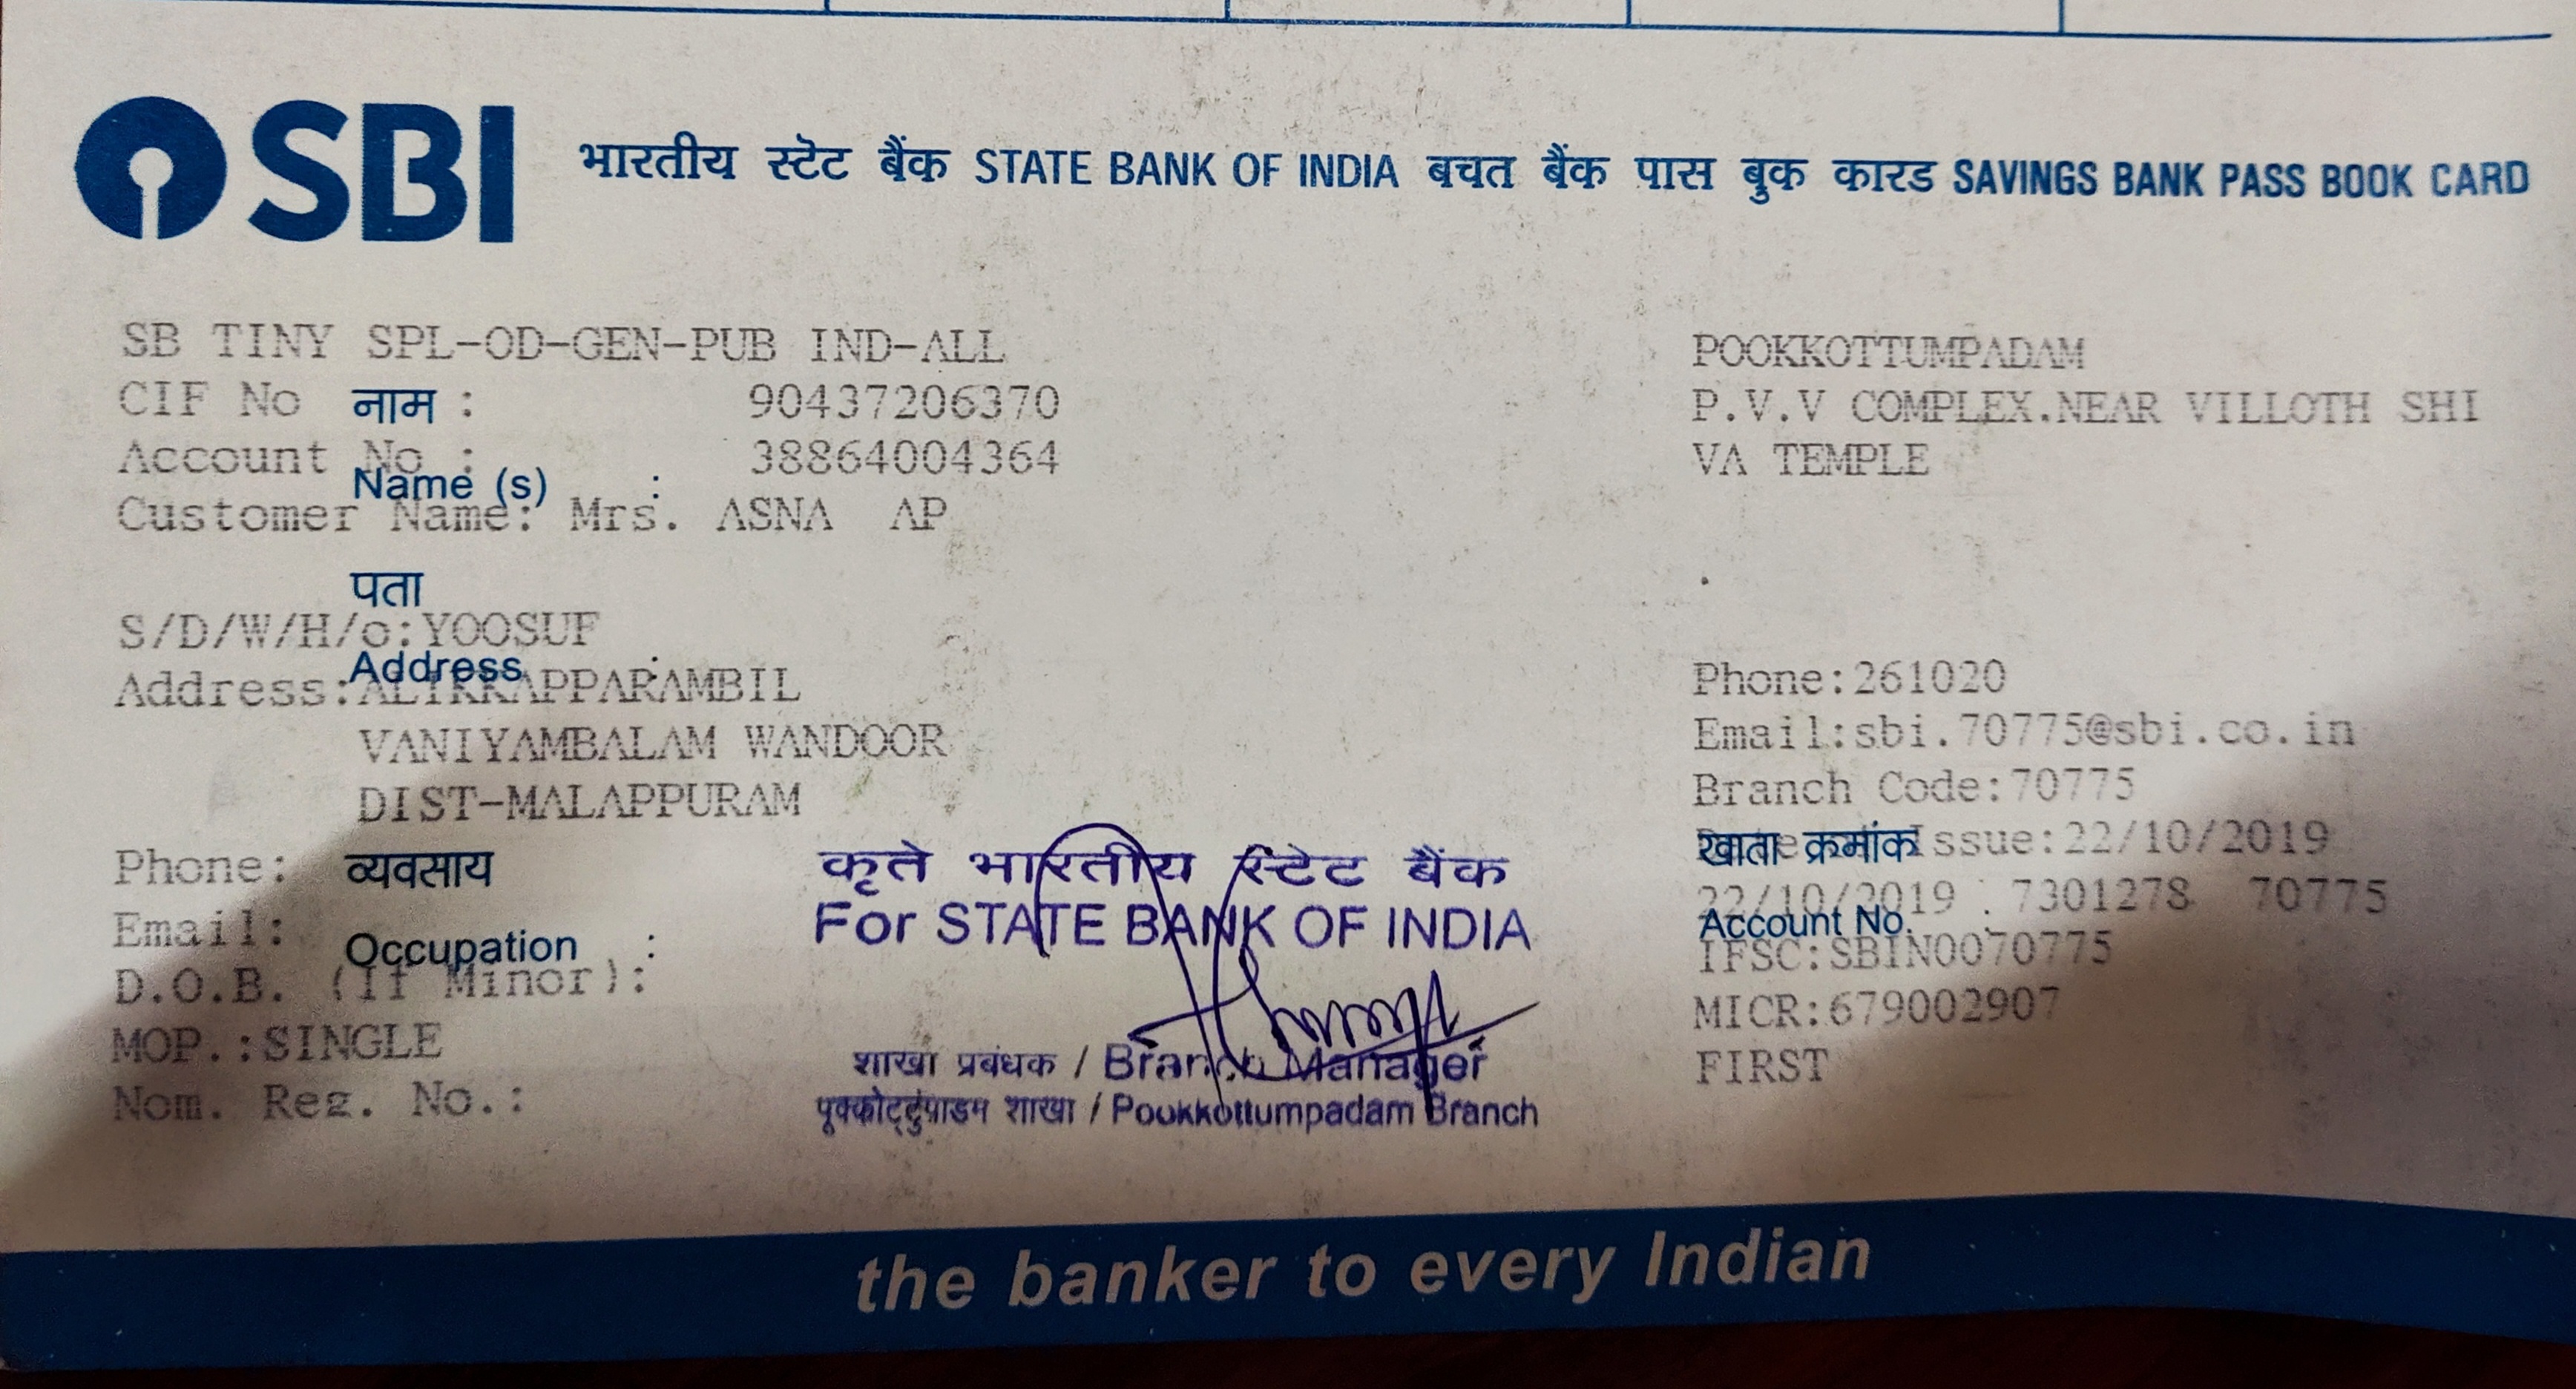 SBI भारतीय स्टेट बैंक STATE BANK OF INDIA बचत बैंक पास बुक कारड SAVINGS BANK PASS BOOK CARD
SB TINY SPL-OD-GEN-PUB IND-ALL
CIF No नाम : 90437206370
Account No : 38864004364
Name (s) :
Customer Name: Mrs. ASNA AP
पता
S/D/W/H/o:YOOSUF
Address :
Address:ALIKKAPPARAMBIL
VANIYAMBALAM WANDOOR
DIST-MALAPPURAM
Phone: व्यवसाय
Email:
Occupation :
D.O.B. (If Minor):
MOP.:SINGLE
Nom. Reg. No.:
कृते भारतीय स्टेट बैंक
For STATE BANK OF INDIA
शाखा प्रबंधक / Branch Manager
पूक्कोट्टुंपाडम शाखा / Pookkottumpadam Branch
POOKKOTTUMPADAM
P.V.V COMPLEX.NEAR VILLOTH SHI
VA TEMPLE
.
Phone:261020
Email:sbi.70775@sbi.co.in
Branch Code:70775
खाता क्रमांक Issue:22/10/2019
22/10/2019 : 7301278 70775
Account No. :
IFSC:SBIN0070775
MICR:679002907
FIRST
the banker to every Indian